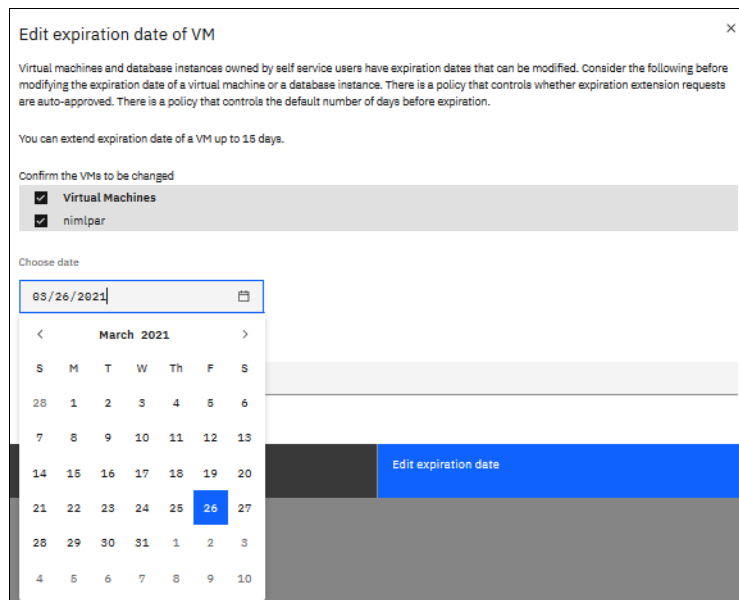 Edit expiration date of VM
Virtual machines and database instances owned by self service users have expiration dates that can be modified. Consider the following before
modifying the expiration date of a virtual machine or a database instance. There is a policy that controls whether expiration extension requests
are auto-approved. There is a policy that controls the default number of days before expiration.
You can extend expiration date of a VM up to 15 days.
Confirm the VMs to be changed
Virtual Machines
nimlpar
Choose date
03/26/2021
March 2021
S M T W Th F S
28 1 2 3 4 5 6
7 8 9 10 11 12 13
14 15 16 17 18 19 20
21 22 23 24 25 26 27
28 29 30 31 1 2 3
4 5 6 7 8 9 10
Edit expiration date